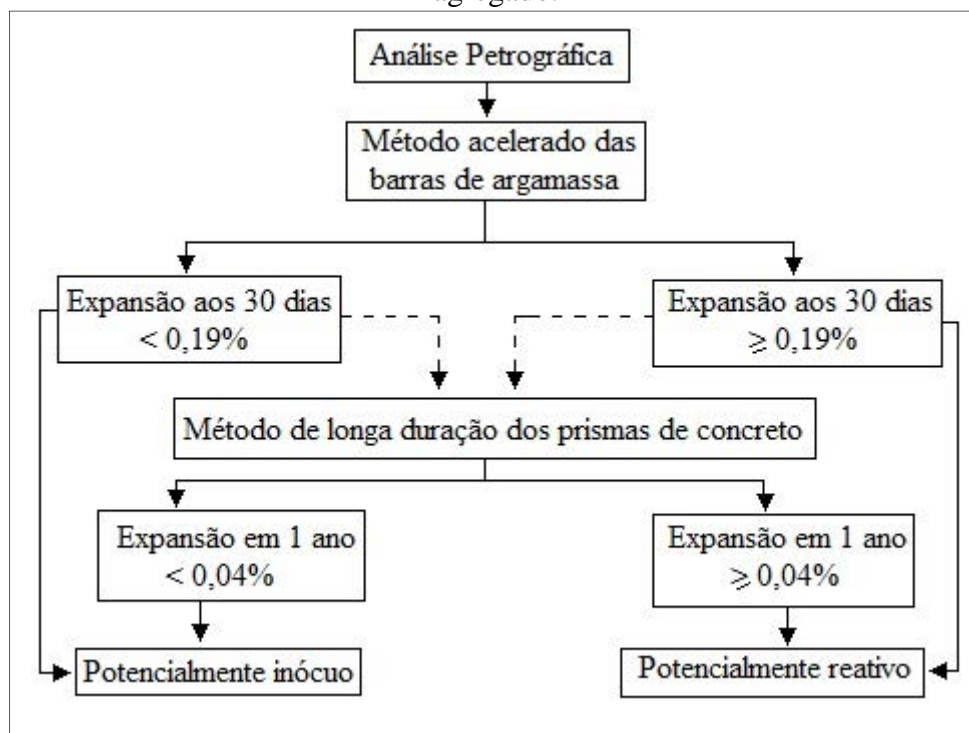 agregado.
Análise Petrográfica
Método acelerado das
barras de argamassa
Expansão aos 30 dias
< 0,19%
Expansão aos 30 dias
⩾ 0,19%
Método de longa duração dos prismas de concreto
Expansão em 1 ano
< 0,04%
Expansão em 1 ano
⩾ 0,04%
Potencialmente inócuo
Potencialmente reativo